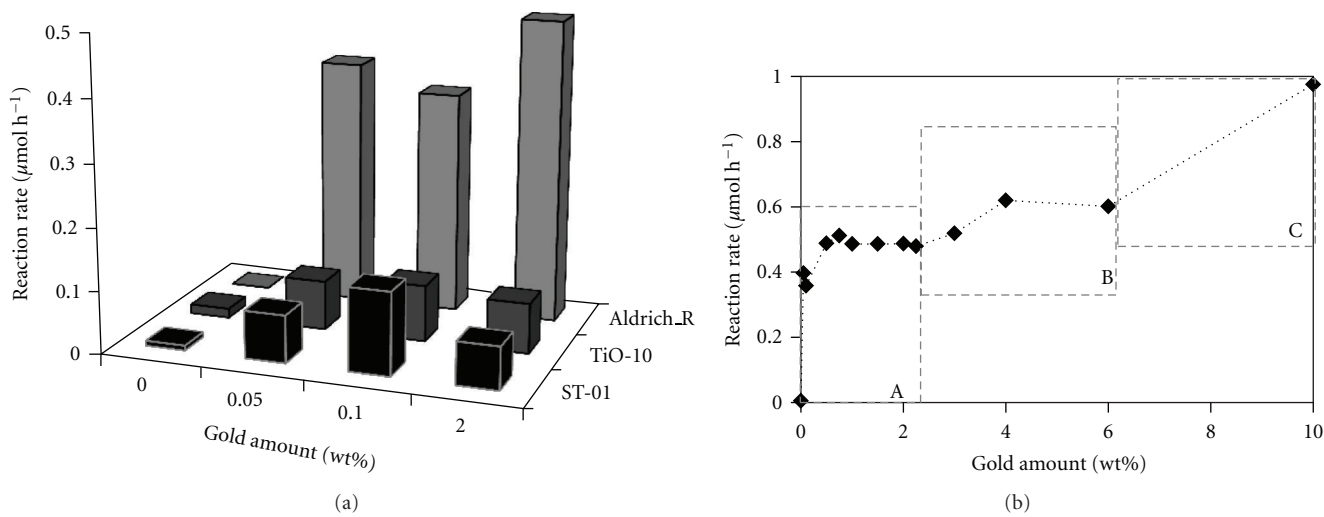 0.5
0.4
0.3
0.2
0.1
0
Reaction rate (μmol h⁻¹)
0
0.05
0.1
2
Gold amount (wt%)
Aldrich_R
TiO-10
ST-01
(a)
1
0.8
0.6
0.4
0.2
0
Reaction rate (μmol h⁻¹)
A
B
C
0 2 4 6 8 10
Gold amount (wt%)
(b)